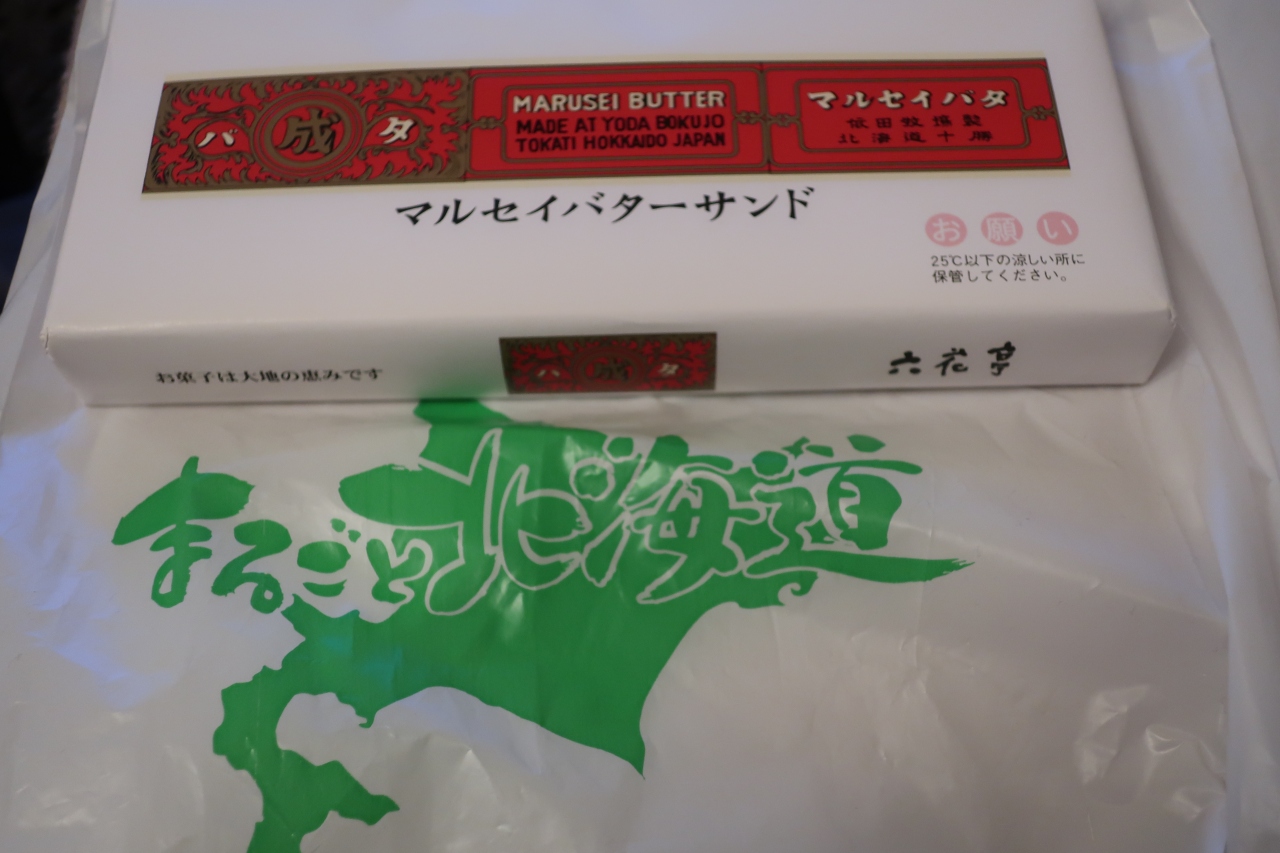 バ 成 タ
MARUSEI BUTTER
MADE AT YODA BOKUJO
TOKATI HOKKAIDO JAPAN
マルセイバタ
依田牧場製
北海道十勝
マルセイバターサンド
お願い
25℃以下の涼しい所に
保管してください。
お菓子は大地の恵みです
バ 成 タ
六花亭
まるごと北海道